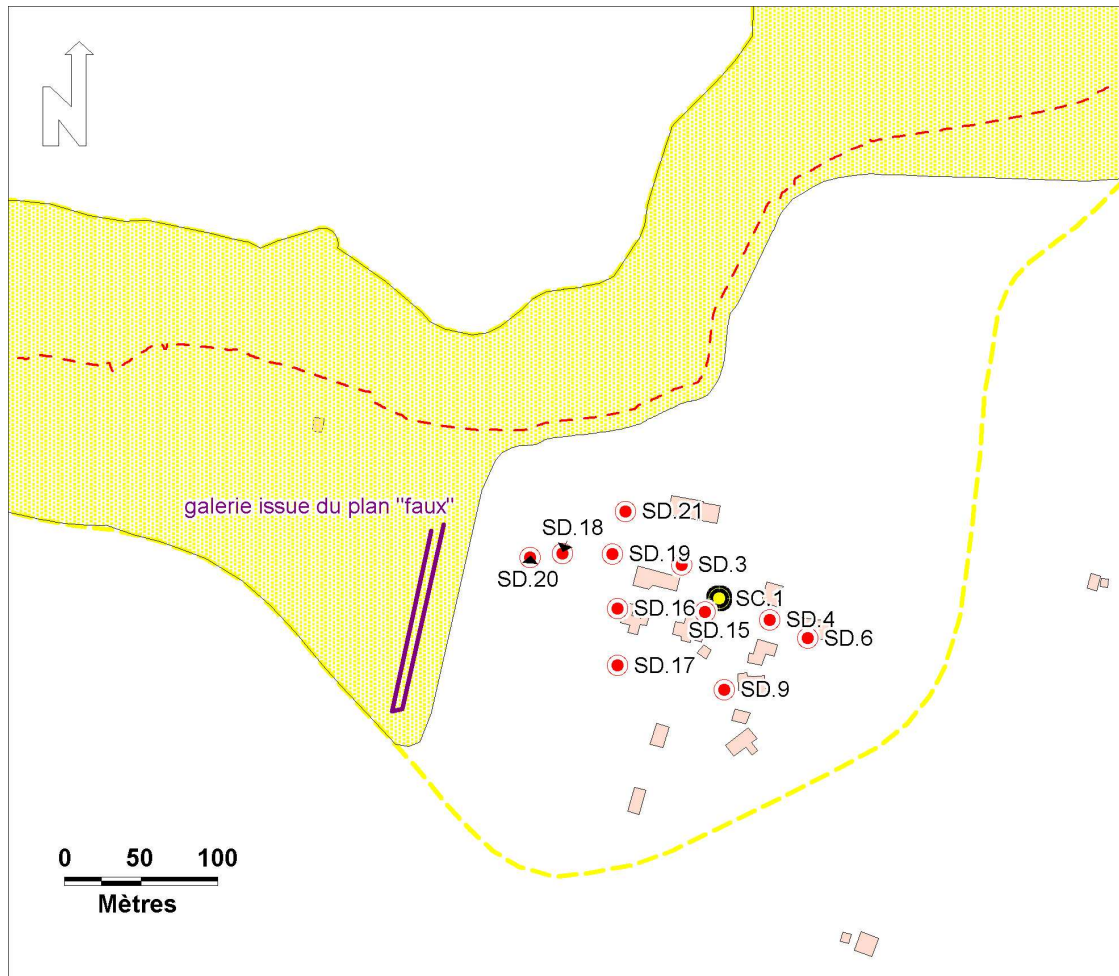 N
galerie issue du plan "faux"
SD.21
SD.18
SD.19
SD.3
SD.20
SC.1
SD.16
SD.15
SD.4
SD.6
SD.17
SD.9
0 50 100
Mètres